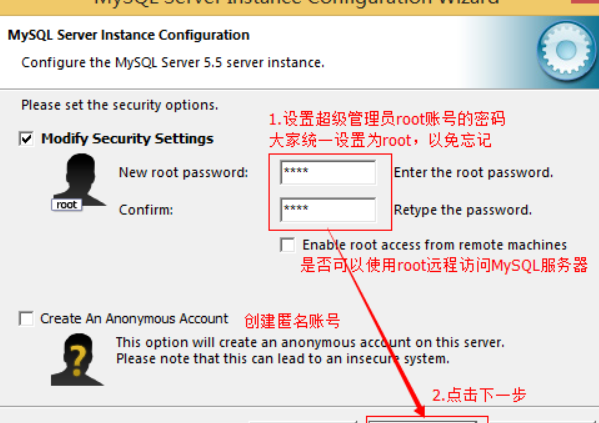 MySQL Server Instance Configuration Wizard
MySQL Server Instance Configuration
Configure the MySQL Server 5.5 server instance.
Please set the security options.
1.设置超级管理员root账号的密码
大家统一设置为root，以免忘记
Modify Security Settings
New root password:
****
Enter the root password.
root
Confirm:
****
Retype the password.
Enable root access from remote machines
是否可以使用root远程访问MySQL服务器
Create An Anonymous Account
创建匿名账号
This option will create an anonymous account on this server.
Please note that this can lead to an insecure system.
2.点击下一步